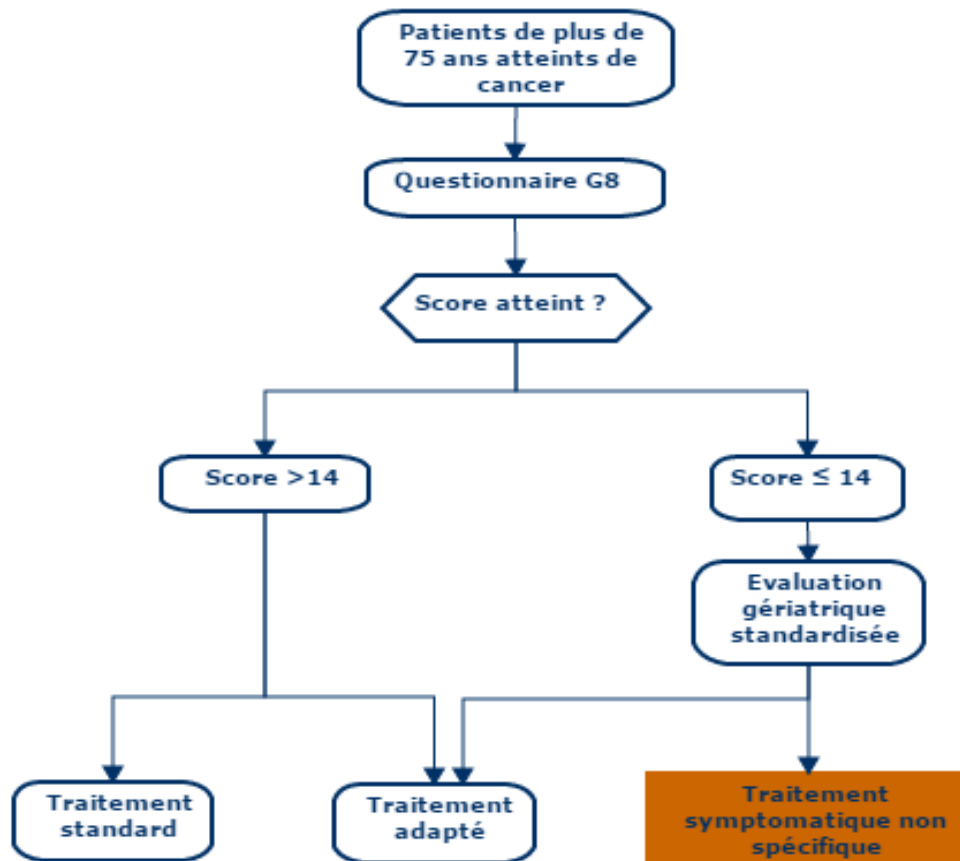 Patients de plus de
75 ans atteints de
cancer
Questionnaire G8
Score atteint ?
Score >14
Score ≤ 14
Evaluation
gériatrique
standardisée
Traitement
standard
Traitement
adapté
Traitement
symptomatique non
spécifique